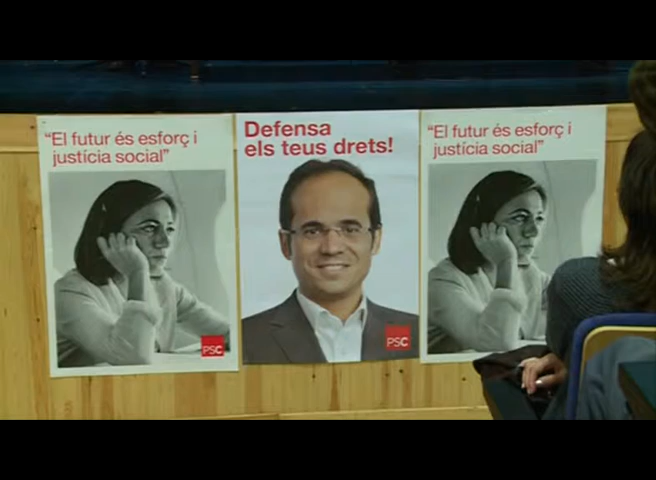 "El futur és esforç i
justícia social"
PSC
Defensa
els teus drets!
PSC
"El futur és esforç i
justícia social"
PSC